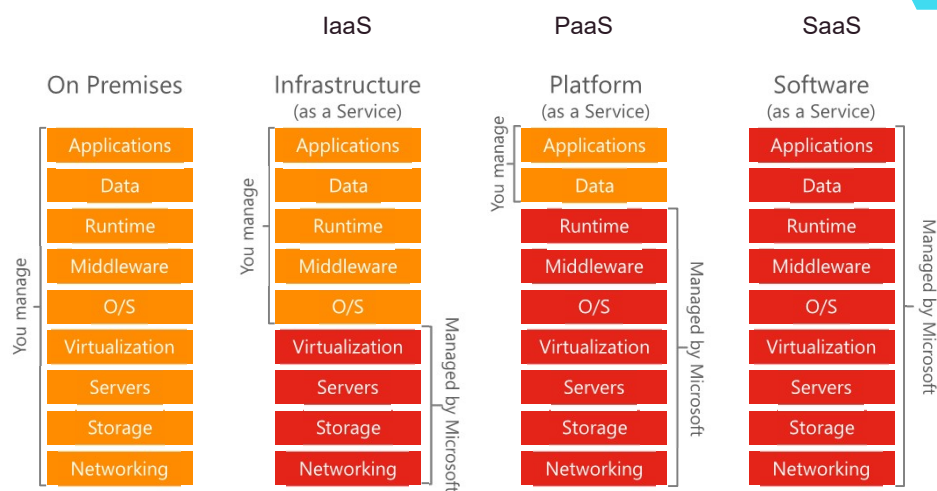 IaaS
PaaS
SaaS
On Premises
Infrastructure
(as a Service)
Platform
(as a Service)
Software
(as a Service)
You manage
Applications
Data
Runtime
Middleware
O/S
Virtualization
Servers
Storage
Networking
You manage
Applications
Data
Runtime
Middleware
O/S
Virtualization
Servers
Storage
Networking
Managed by Microsoft
You manage
Applications
Data
Runtime
Middleware
O/S
Virtualization
Servers
Storage
Networking
Managed by Microsoft
Applications
Data
Runtime
Middleware
O/S
Virtualization
Servers
Storage
Networking
Managed by Microsoft